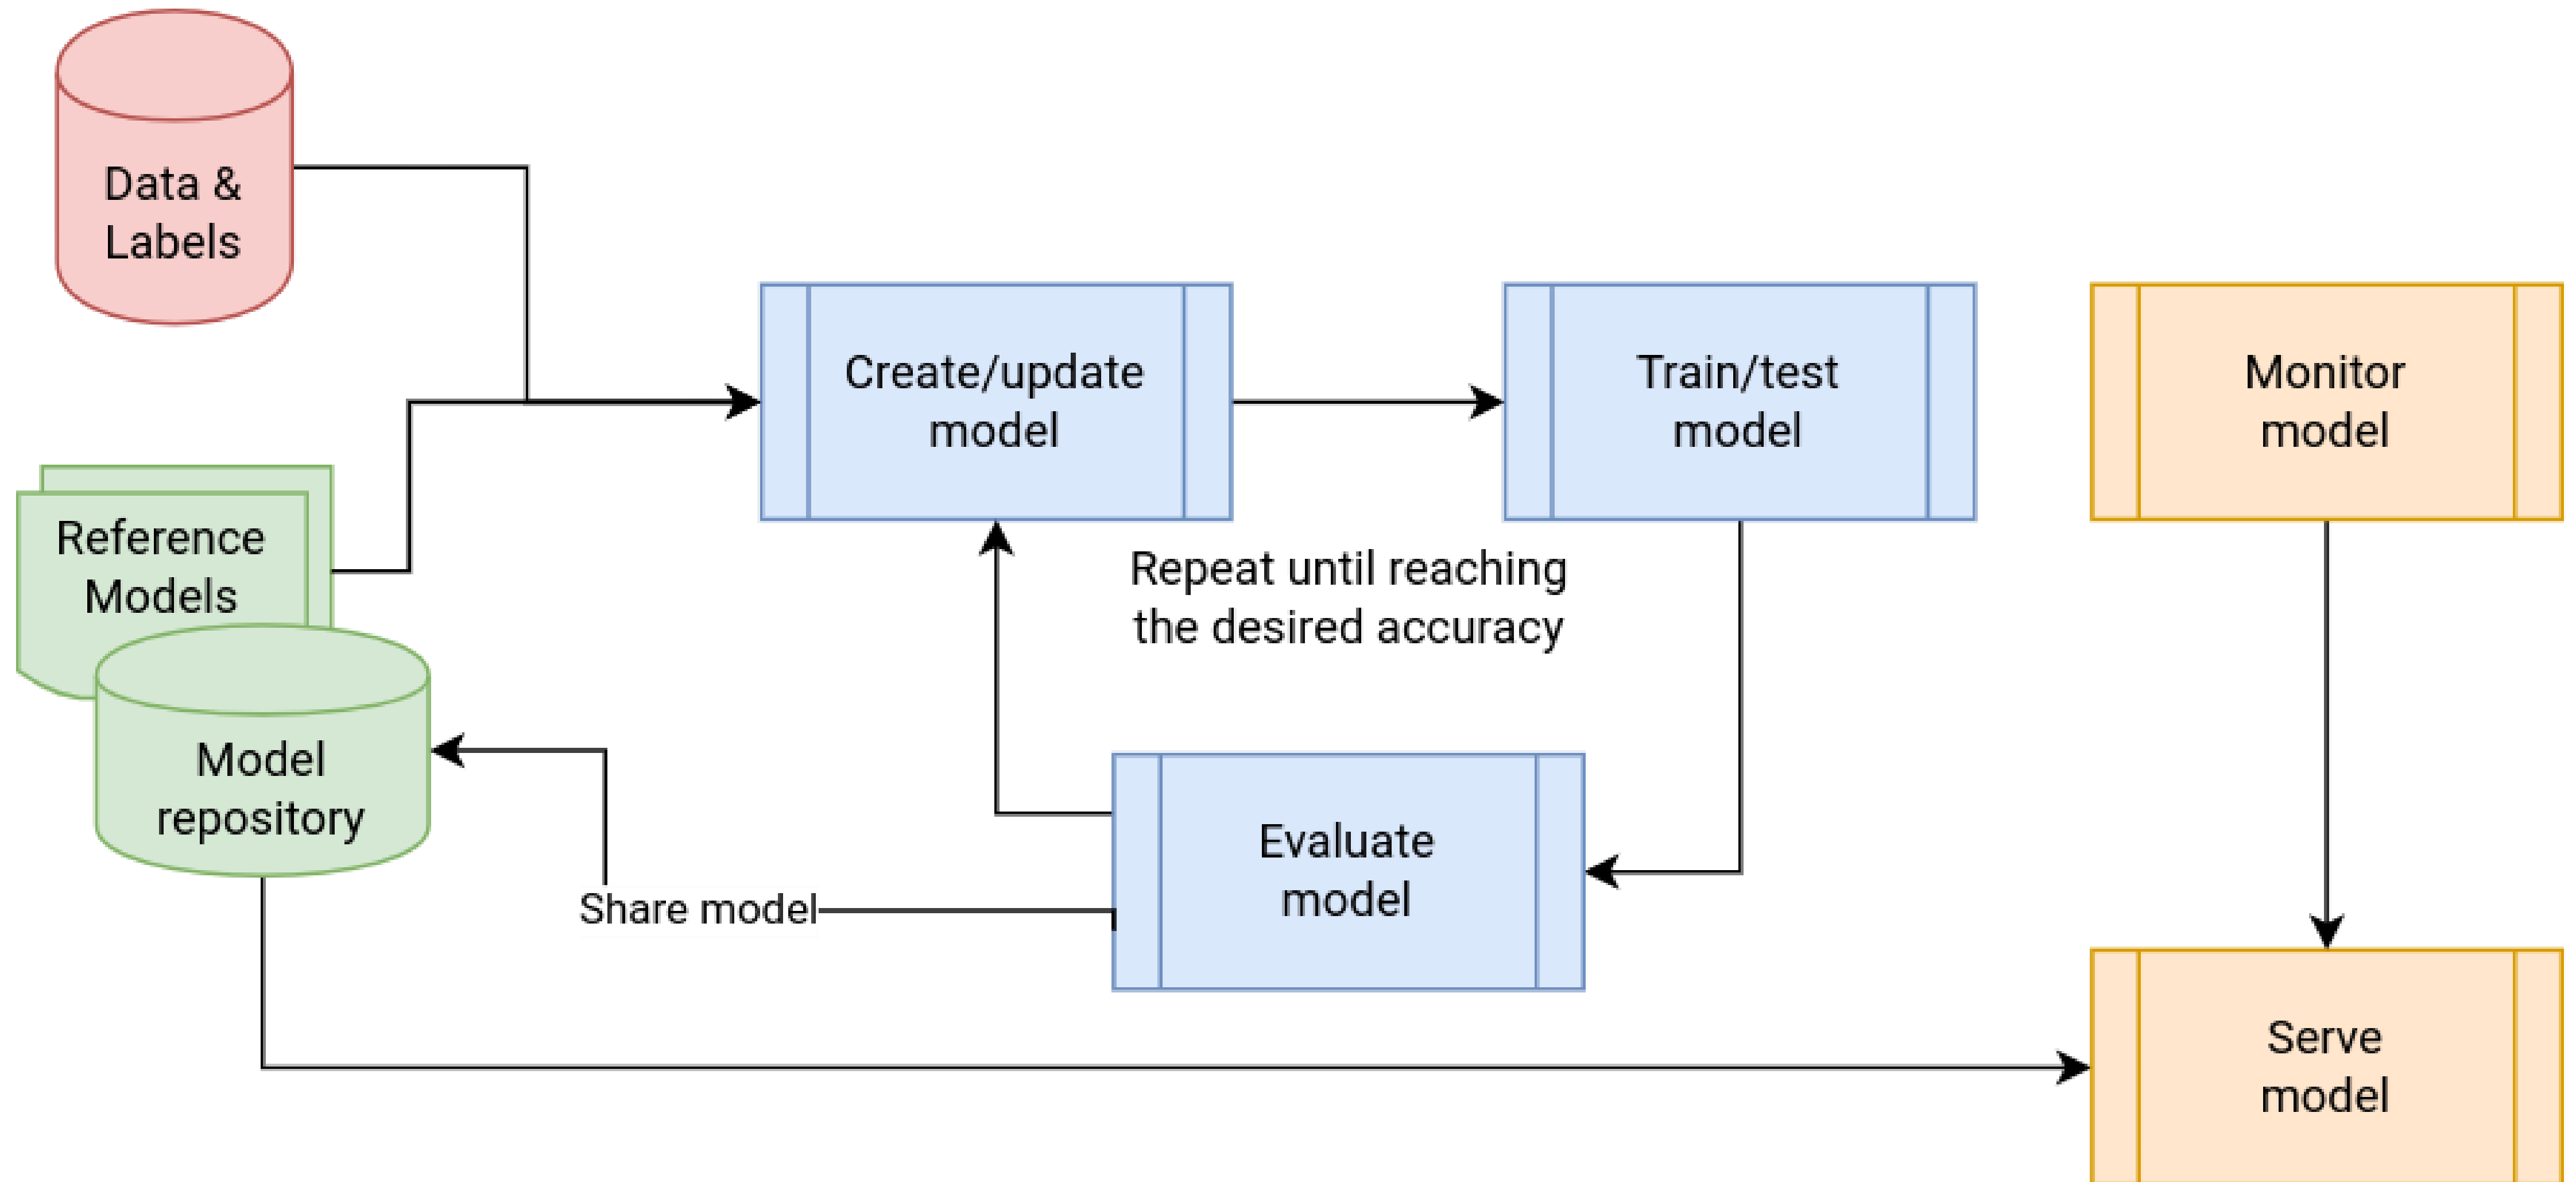 Data &
Labels
Create/update
model
Train/test
model
Monitor
model
Reference
Models
Repeat until reaching
the desired accuracy
Model
repository
Evaluate
model
Share model
Serve
model